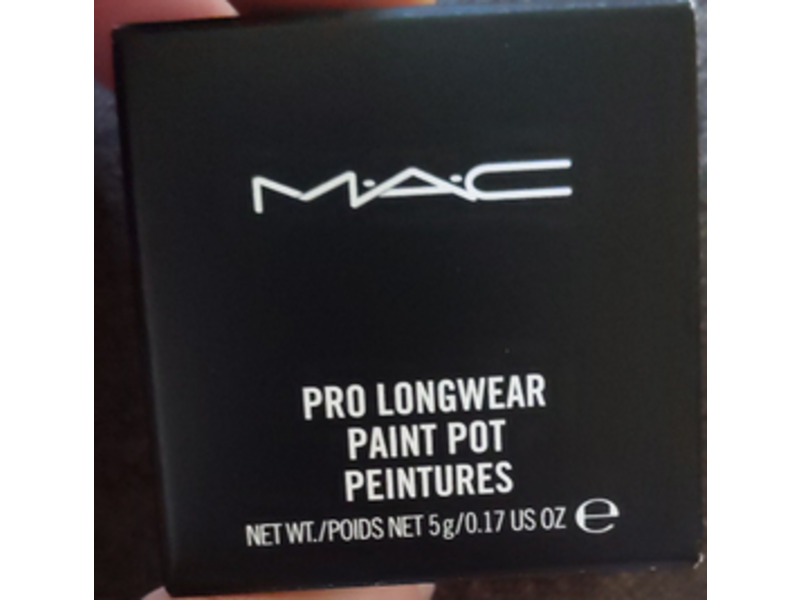 M·A·C
PRO LONGWEAR
PAINT POT
PEINTURES
NET WT./POIDS NET 5g/0.17 US OZ ℮